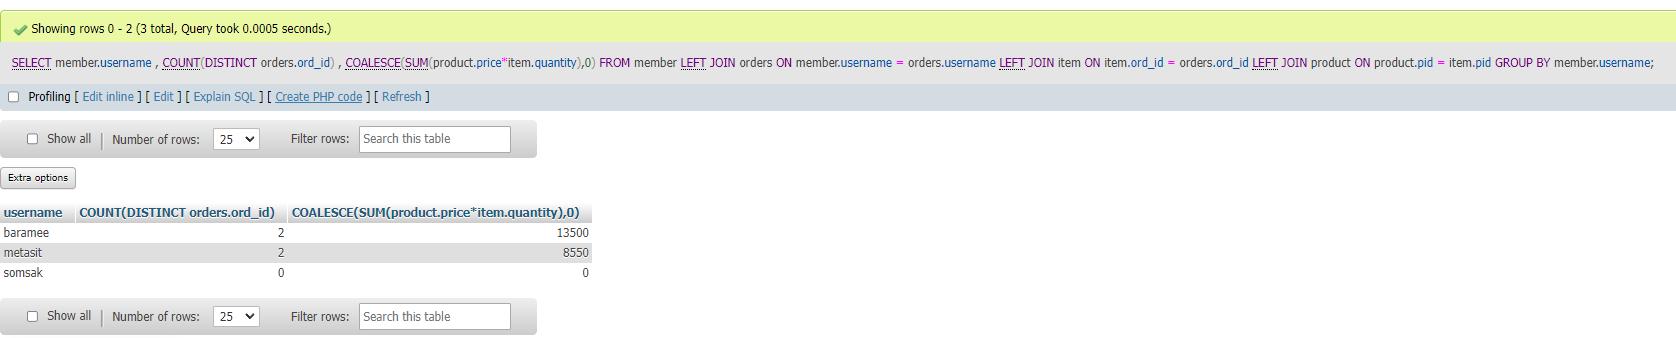 Showing rows 0 - 2 (3 total, Query took 0.0005 seconds.)
SELECT member.username , COUNT(DISTINCT orders.ord_id) , COALESCE(SUM(product.price*item.quantity),0) FROM member LEFT JOIN orders ON member.username = orders.username LEFT JOIN item ON item.ord_id = orders.ord_id LEFT JOIN product ON product.pid = item.pid GROUP BY member.username;
Profiling [ Edit inline ] [ Edit ] [ Explain SQL ] [ Create PHP code ] [ Refresh ]
Show all | Number of rows: 25 Filter rows: Search this table
Extra options
username COUNT(DISTINCT orders.ord_id) COALESCE(SUM(product.price*item.quantity),0)
baramee 2 13500
metasit 2 8550
somsak 0 0
Show all | Number of rows: 25 Filter rows: Search this table